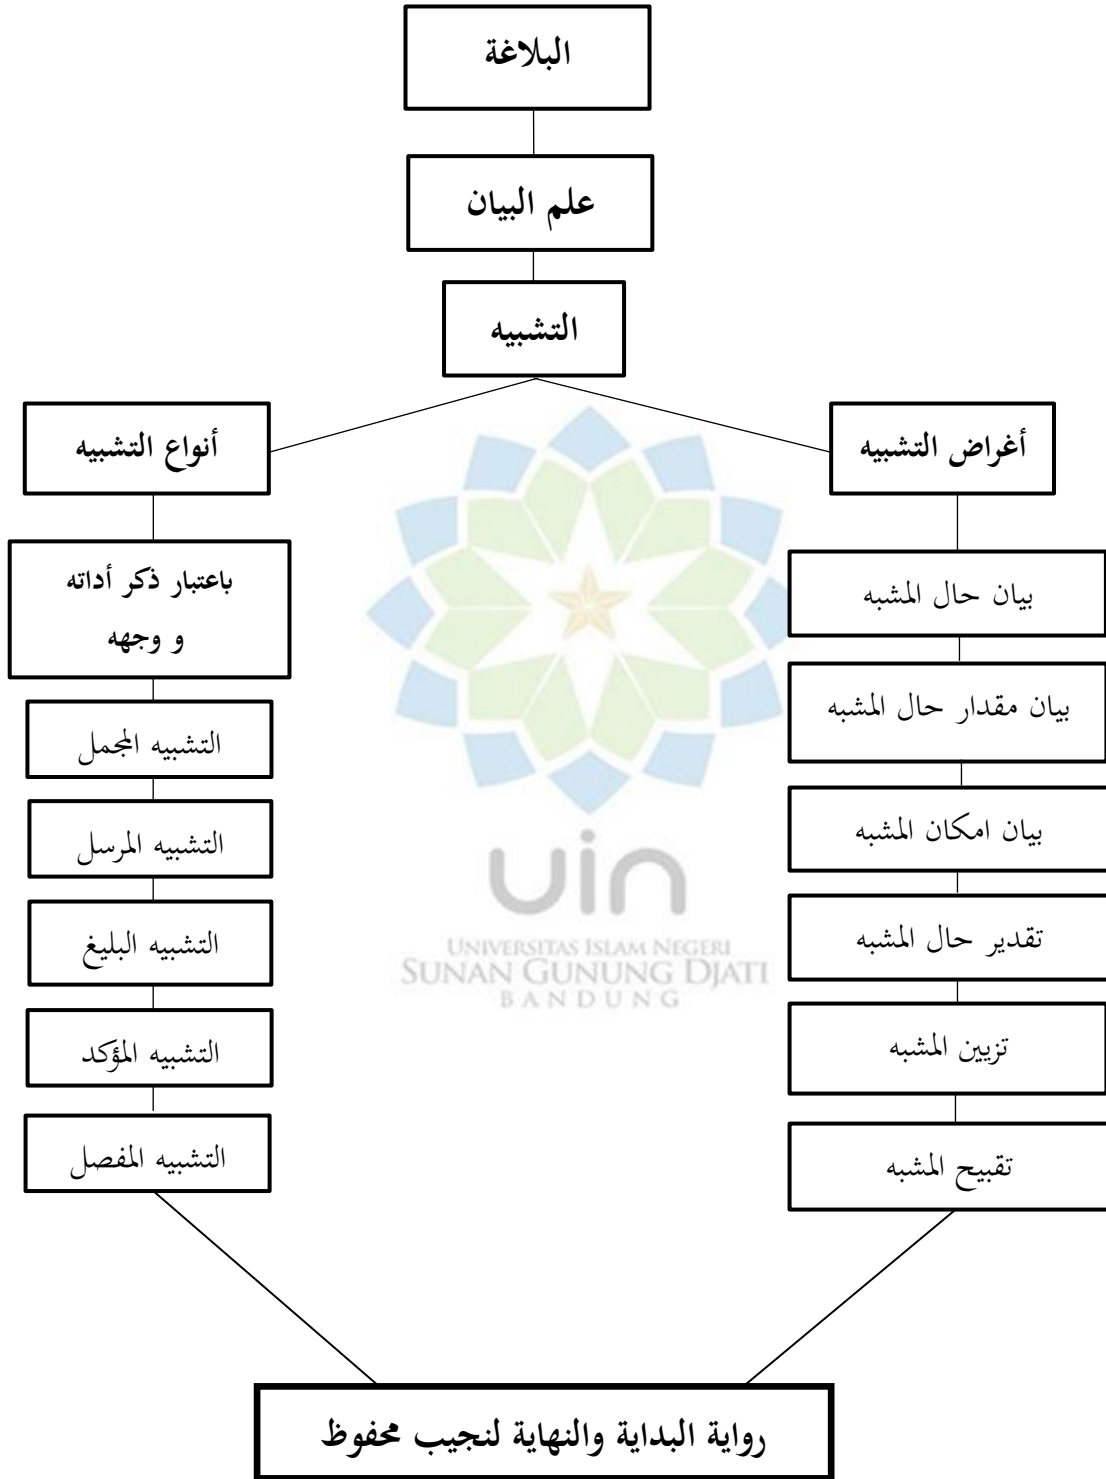 البلاغة
علم البيان
التشبيه
أغراض التشبيه
بيان حال المشبه
بيان مقدار حال المشبه
بيان امكان المشبه
تقدير حال المشبه
تزيين المشبه
تقبيح المشبه
أنواع التشبيه
باعتبار ذكر أداته
و وجهه
التشبيه المجمل
التشبيه المرسل
التشبيه البليغ
التشبيه المؤكد
التشبيه المفصل
uin
UNIVERSITAS ISLAM NEGERI
SUNAN GUNUNG DJATI
BANDUNG
رواية البداية والنهاية لنجيب محفوظ